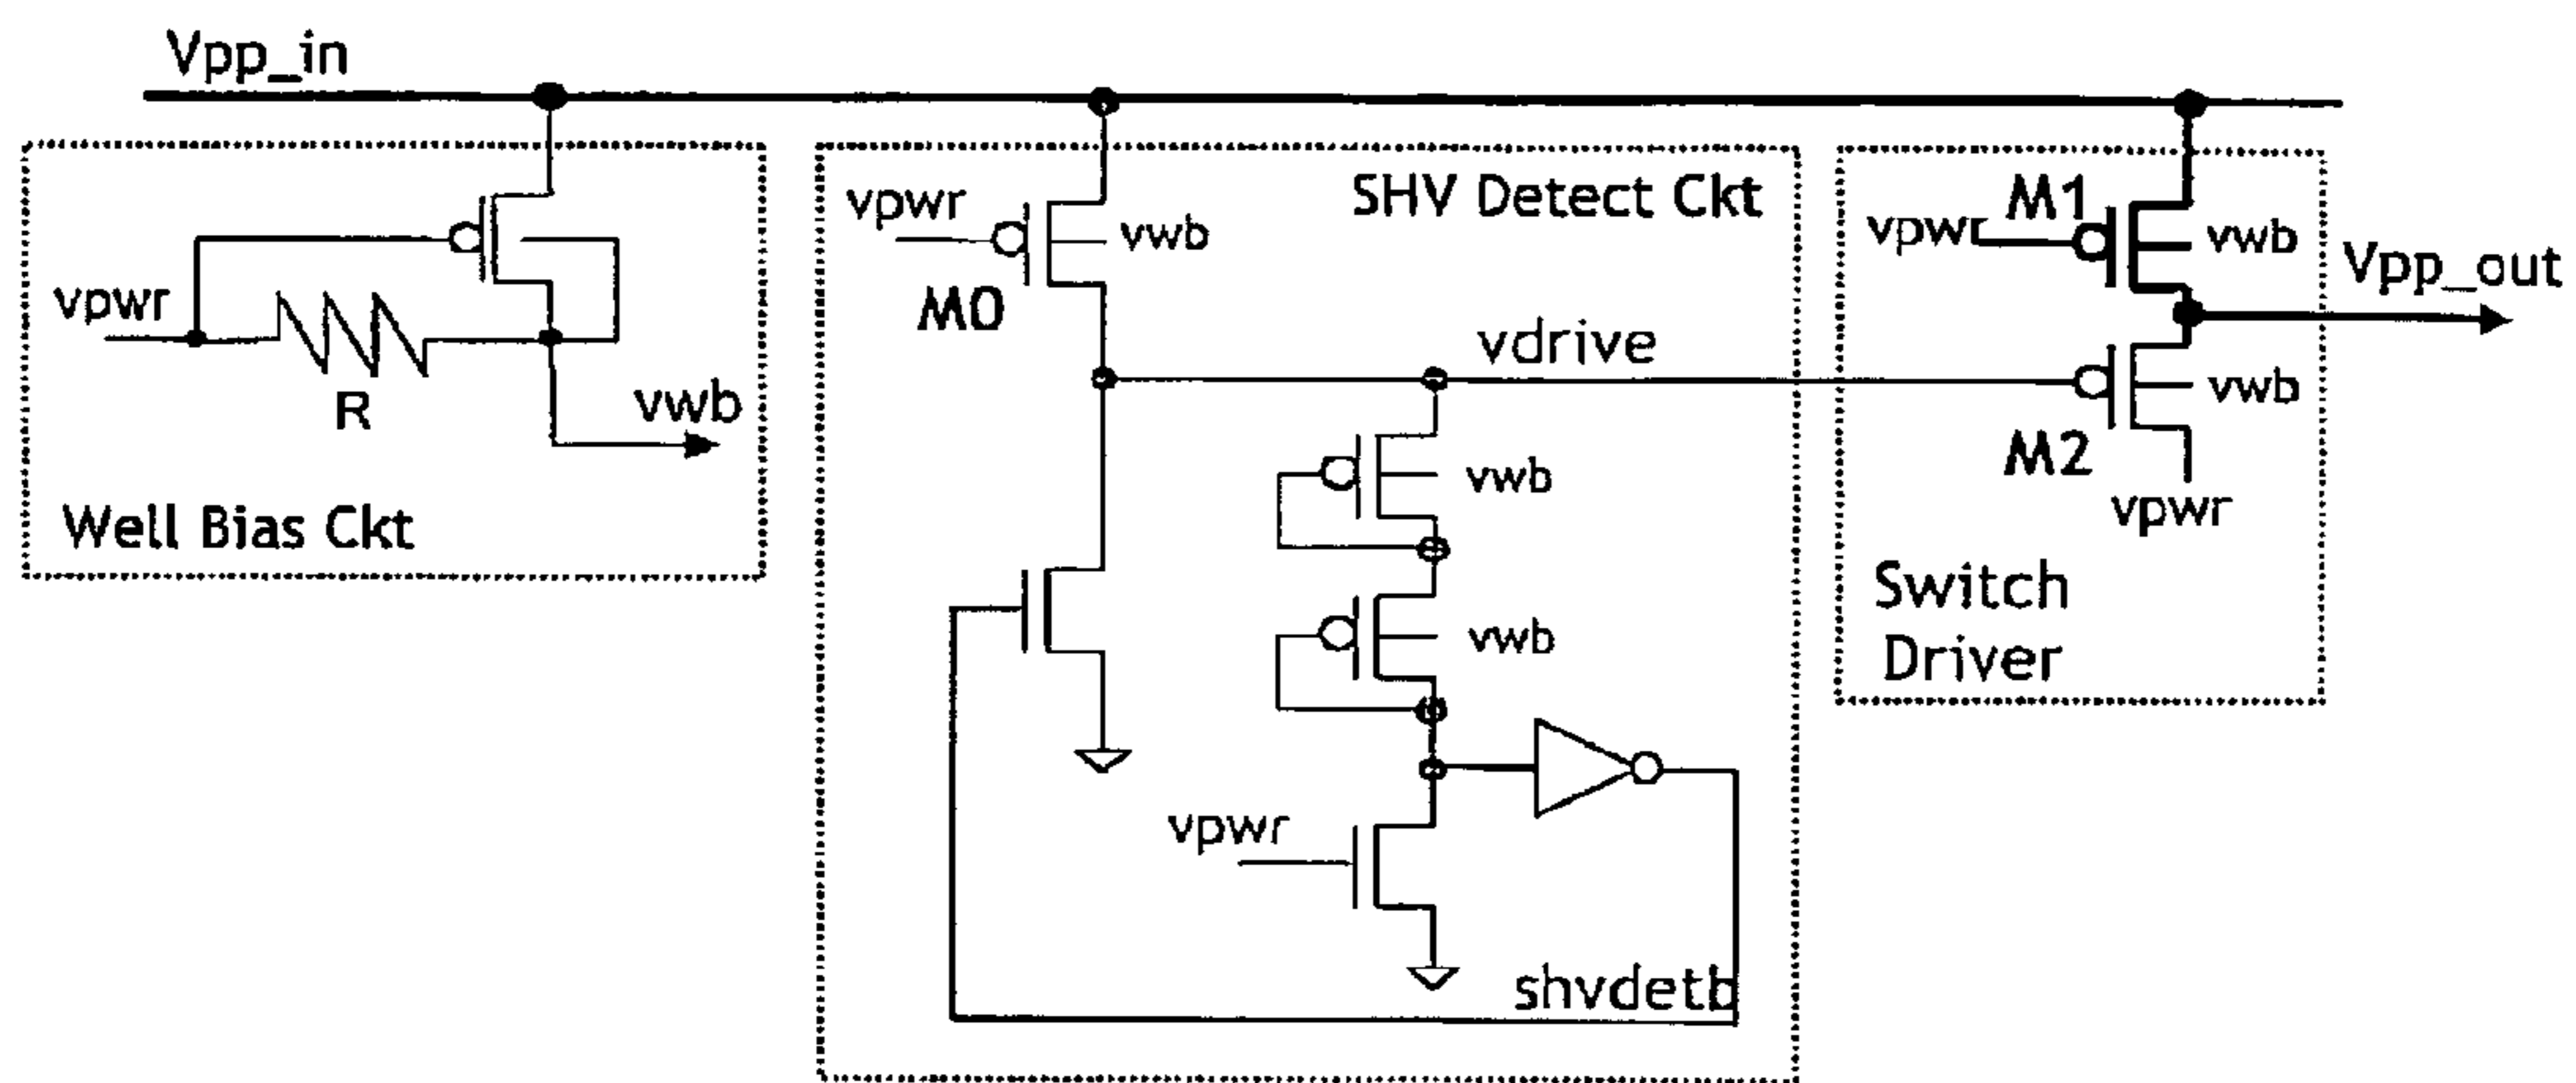 Vpp_in
vpwr
R
vwb
Well Bias Ckt
SHV Detect Ckt
vpwr
vwb
M0
vdrive
vwb
vwb
vpwr
shvdetb
M1
vpwr
vwb
Vpp_out
vwb
M2
vpwr
Switch
Driver